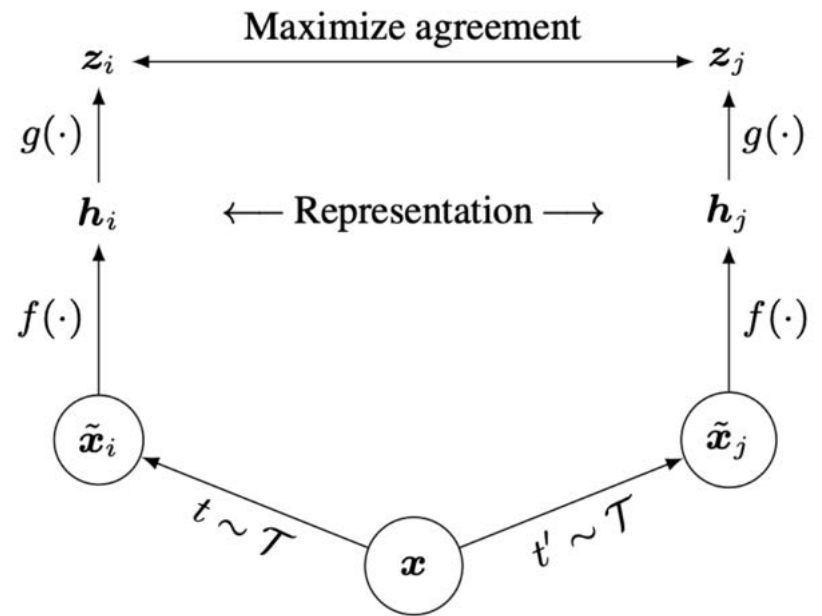 Maximize agreement
z_i z_j
g(·) g(·)
h_i ← Representation → h_j
f(·) f(·)
x̃_i x̃_j
t ∼ 𝒯 t′ ∼ 𝒯
x